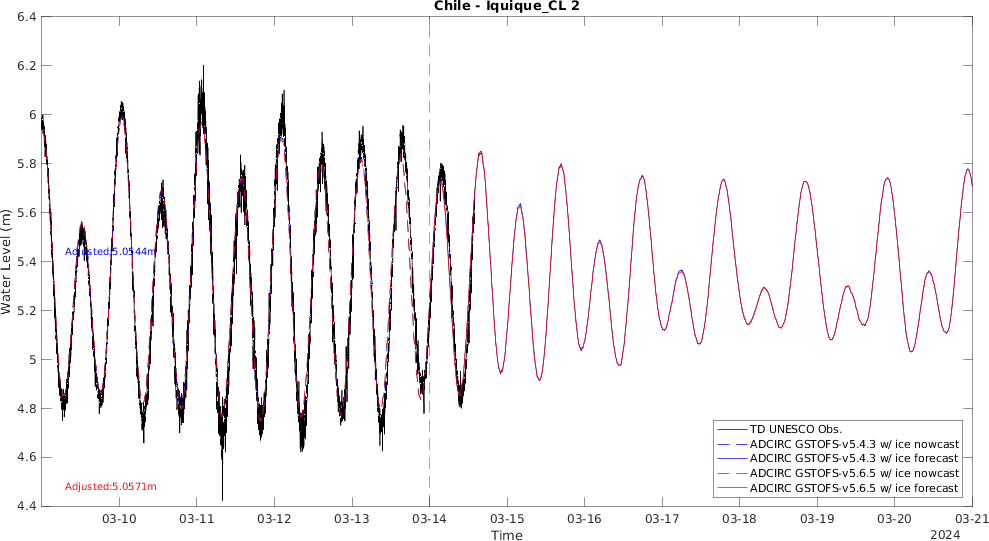 Chile - Iquique_CL 2
Water Level (m)
6.4
6.2
6
5.8
5.6
5.4
5.2
5
4.8
4.6
4.4
Adjusted:5.0544m
Adjusted:5.0571m
TD UNESCO Obs.
ADCIRC GSTOFS-v5.4.3 w/ ice nowcast
ADCIRC GSTOFS-v5.4.3 w/ ice forecast
ADCIRC GSTOFS-v5.6.5 w/ ice nowcast
ADCIRC GSTOFS-v5.6.5 w/ ice forecast
03-10 03-11 03-12 03-13 03-14 03-15 03-16 03-17 03-18 03-19 03-20 03-21
Time
2024